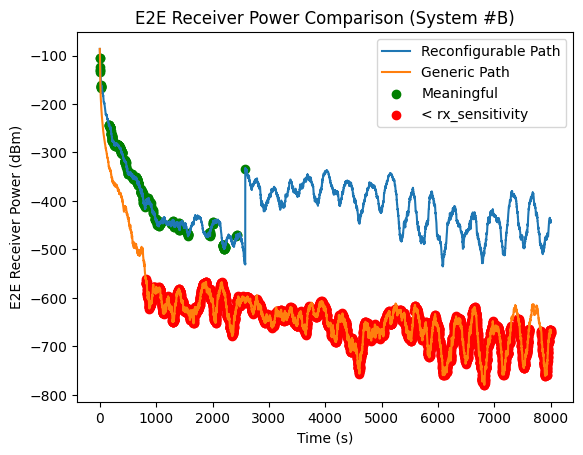 E2E Receiver Power Comparison (System #B)
Reconfigurable Path
Generic Path
Meaningful
< rx_sensitivity
E2E Receiver Power (dBm)
−100
−200
−300
−400
−500
−600
−700
−800
0 1000 2000 3000 4000 5000 6000 7000 8000
Time (s)